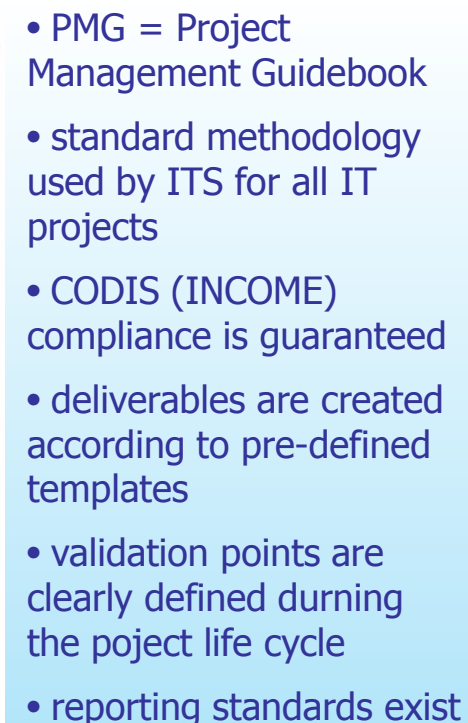 • PMG = Project
Management Guidebook
• standard methodology
used by ITS for all IT
projects
• CODIS (INCOME)
compliance is guaranteed
• deliverables are created
according to pre-defined
templates
• validation points are
clearly defined durning
the poject life cycle
• reporting standards exist